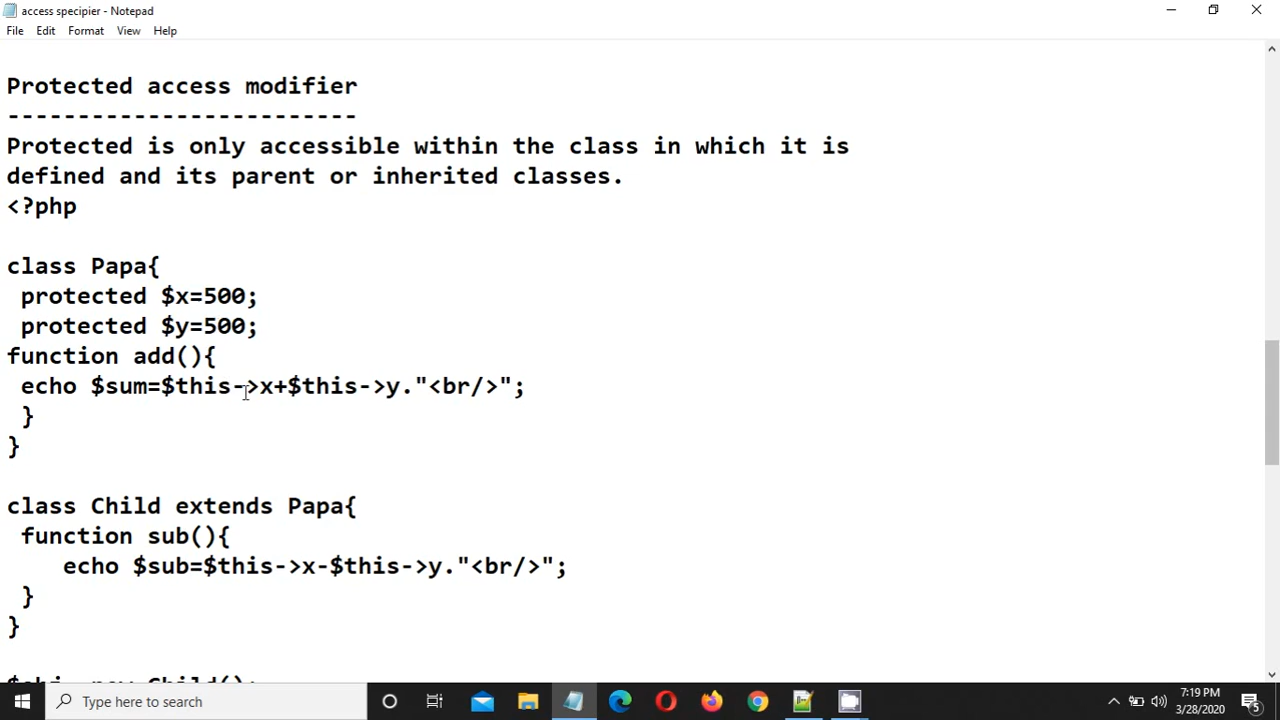 access specipier - Notepad
File Edit Format View Help
Protected access modifier
-------------------------
Protected is only accessible within the class in which it is
defined and its parent or inherited classes.
<?php
class Papa{
protected $x=500;
protected $y=500;
function add(){
echo $sum=$this->x+$this->y."<br/>";
}
}
class Child extends Papa{
function sub(){
echo $sub=$this->x-$this->y."<br/>";
}
}
Type here to search
7:19 PM
3/28/2020
5